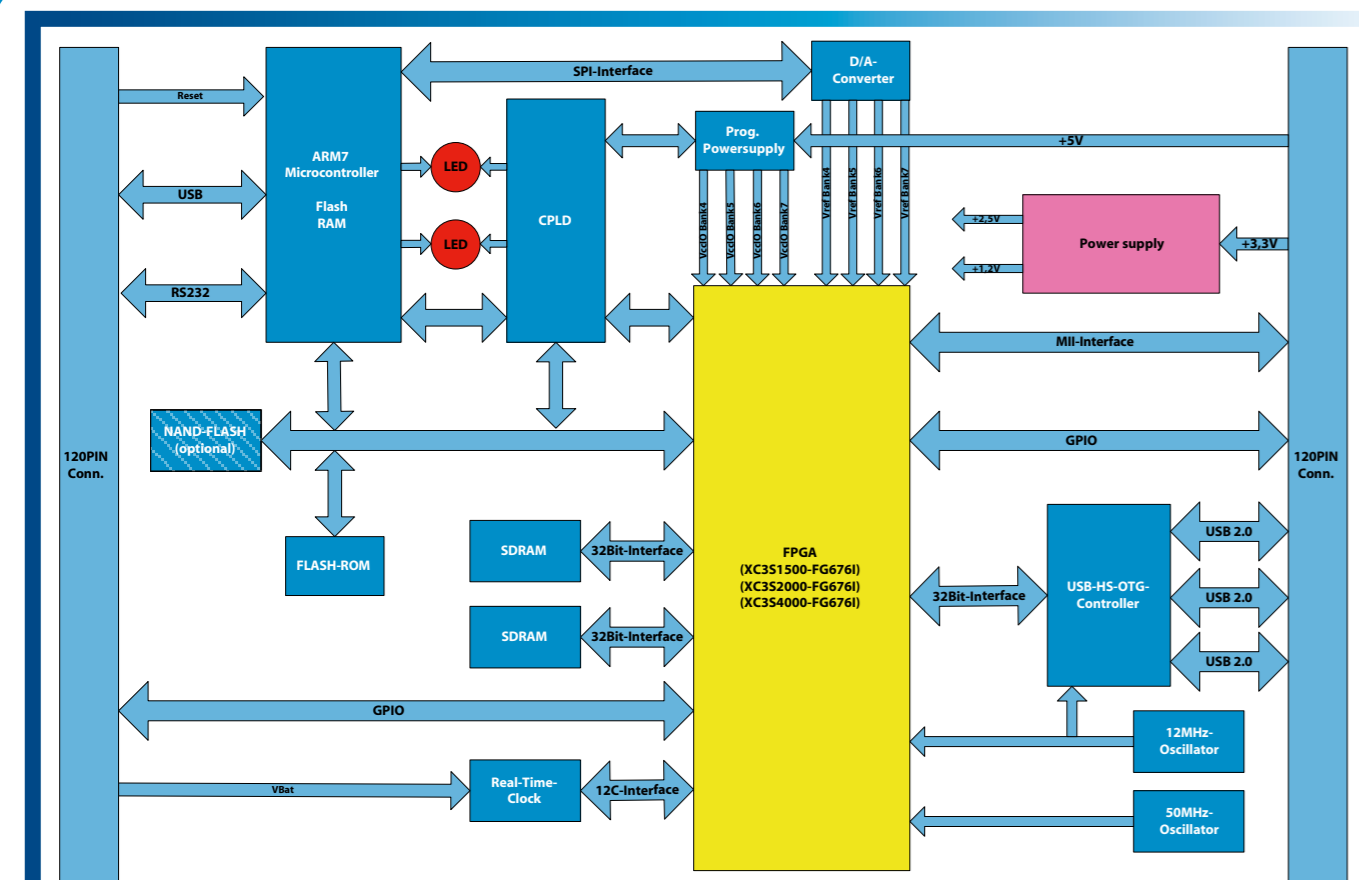 D/A-
Converter
SPI-Interface
Reset
Prog.
Powersupply
+5V
ARM7
Microcontroller
Flash
RAM
LED
USB
CPLD
LED
VccIO Bank4
VccIO Bank5
VccIO Bank6
VccIO Bank7
Vref Bank4
Vref Bank5
Vref Bank6
Vref Bank7
+2,5V
Power supply
+3,3V
+1,2V
RS232
MII-Interface
NAND-FLASH
(optional)
GPIO
120PIN
Conn.
120PIN
Conn.
FLASH-ROM
SDRAM
32Bit-Interface
FPGA
(XC3S1500-FG676I)
(XC3S2000-FG676I)
(XC3S4000-FG676I)
32Bit-Interface
USB-HS-OTG-
Controller
USB 2.0
USB 2.0
USB 2.0
SDRAM
32Bit-Interface
GPIO
12MHz-
Oscillator
VBat
Real-Time-
Clock
12C-Interface
50MHz-
Oscillator